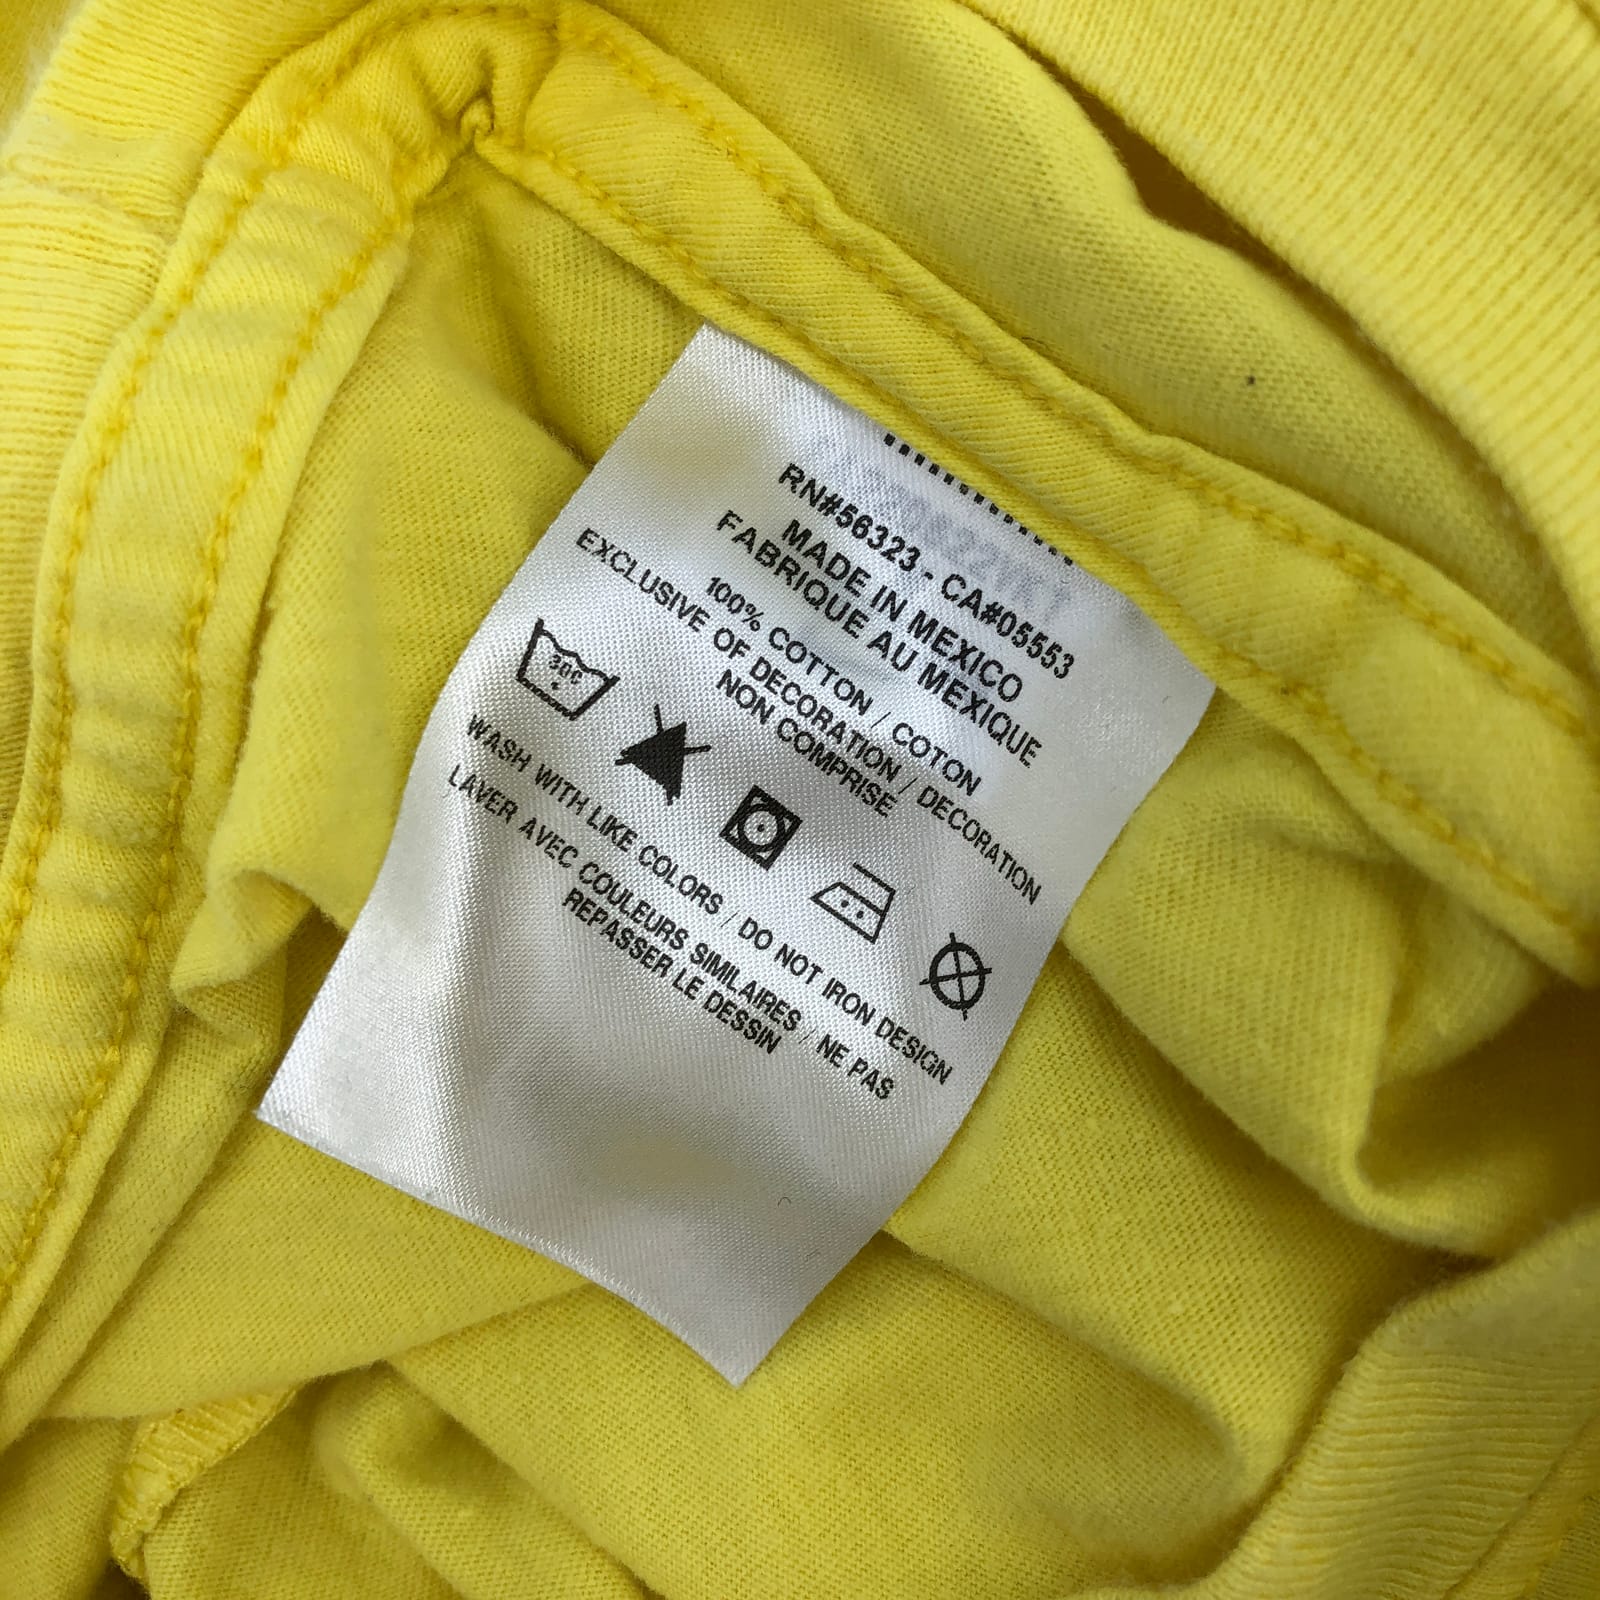 RN#56323 - CA#05553
MADE IN MEXICO
FABRIQUE AU MEXIQUE
100% COTTON / COTON
EXCLUSIVE OF DECORATION / DECORATION
NON COMPRISE
30C
WASH WITH LIKE COLORS / DO NOT IRON DESIGN
LAVER AVEC COULEURS SIMILAIRES / NE PAS
REPASSER LE DESSIN